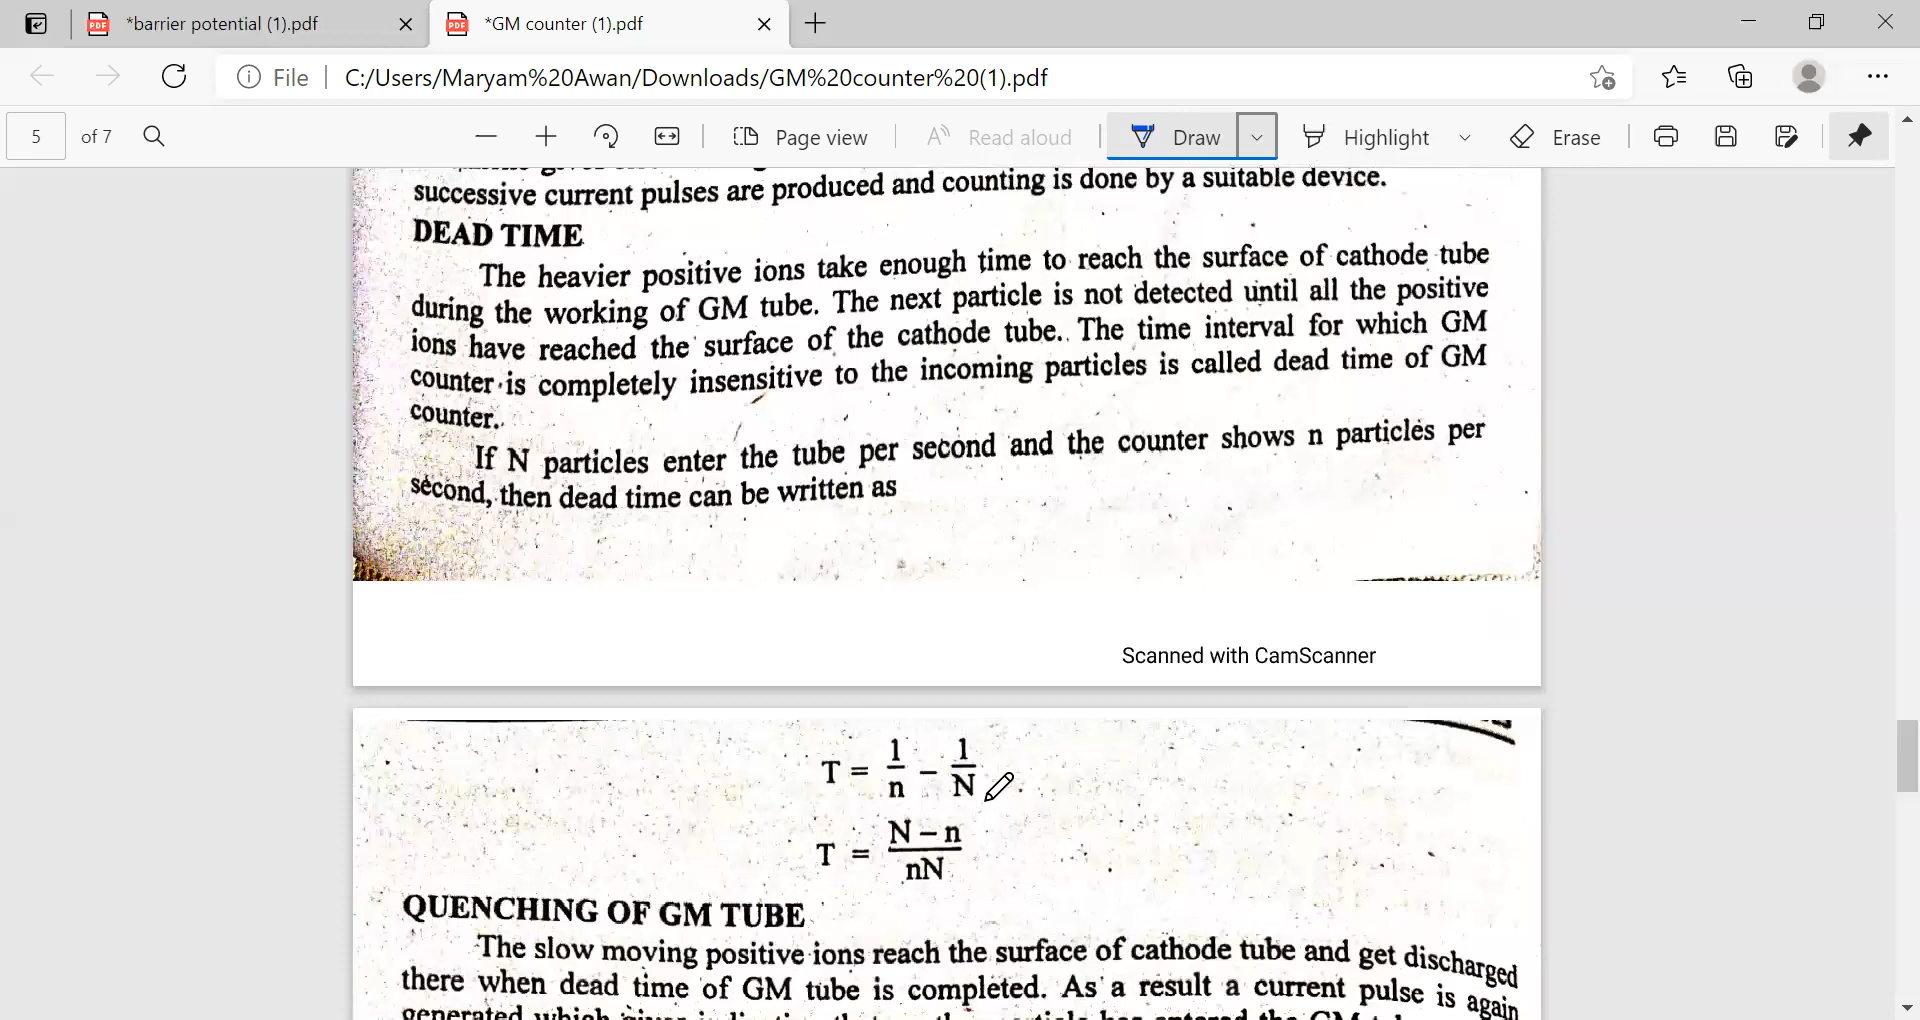 *barrier potential (1).pdf
*GM counter (1).pdf
File
C:/Users/Maryam%20Awan/Downloads/GM%20counter%20(1).pdf
5 of 7
Page view
Read aloud
Draw
Highlight
Erase
successive current pulses are produced and counting is done by a suitable device.
DEAD TIME
The heavier positive ions take enough time to reach the surface of cathode tube
during the working of GM tube. The next particle is not detected until all the positive
ions have reached the surface of the cathode tube. The time interval for which GM
counter is completely insensitive to the incoming particles is called dead time of GM
counter.
If N particles enter the tube per second and the counter shows n particles per
second, then dead time can be written as
Scanned with CamScanner
T = 1/n - 1/N
T = N - n / nN
QUENCHING OF GM TUBE
The slow moving positive ions reach the surface of cathode tube and get discharged
there when dead time of GM tube is completed. As a result a current pulse is again
generated which gives